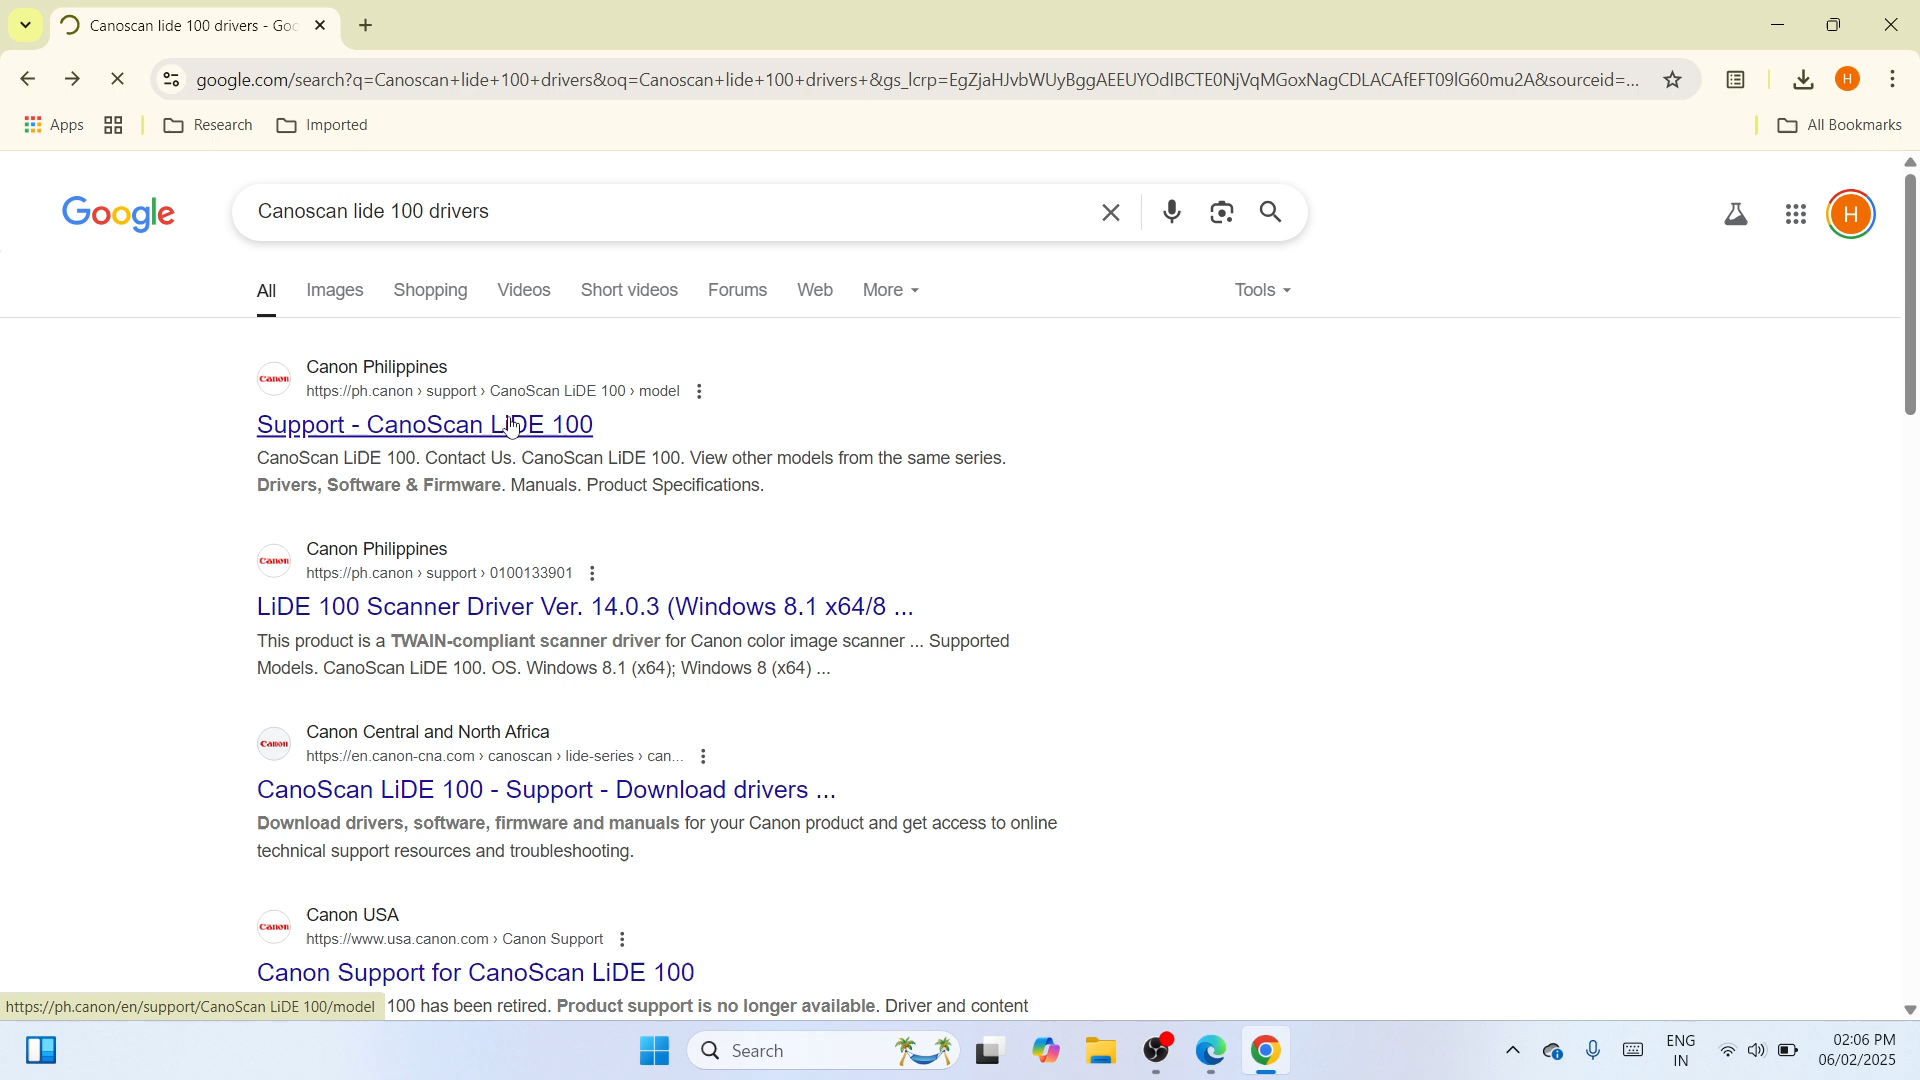 Canoscan lide 100 drivers - Goo
google.com/search?q=Canoscan+lide+100+drivers&oq=Canoscan+lide+100+drivers+&gs_lcrp=EgZjaHJvbWUyBggAEEUYOdIBCTE0NjVqMGoxNagCDLACAfEFT09IG60mu2A&sourceid=...
H
Apps
Research
Imported
All Bookmarks
Google
Canoscan lide 100 drivers
H
All
Images
Shopping
Videos
Short videos
Forums
Web
More
Tools
Canon
Canon Philippines
https://ph.canon › support › CanoScan LiDE 100 › model
Support - CanoScan LiDE 100
CanoScan LiDE 100. Contact Us. CanoScan LiDE 100. View other models from the same series.
Drivers, Software & Firmware. Manuals. Product Specifications.
Canon
Canon Philippines
https://ph.canon › support › 0100133901
LiDE 100 Scanner Driver Ver. 14.0.3 (Windows 8.1 x64/8 ...
This product is a TWAIN-compliant scanner driver for Canon color image scanner ... Supported
Models. CanoScan LiDE 100. OS. Windows 8.1 (x64); Windows 8 (x64) ...
Canon
Canon Central and North Africa
https://en.canon-cna.com › canoscan › lide-series › can...
CanoScan LiDE 100 - Support - Download drivers ...
Download drivers, software, firmware and manuals for your Canon product and get access to online
technical support resources and troubleshooting.
Canon
Canon USA
https://www.usa.canon.com › Canon Support
Canon Support for CanoScan LiDE 100
100 has been retired. Product support is no longer available. Driver and content
https://ph.canon/en/support/CanoScan LiDE 100/model
Search
ENG
IN
02:06 PM
06/02/2025